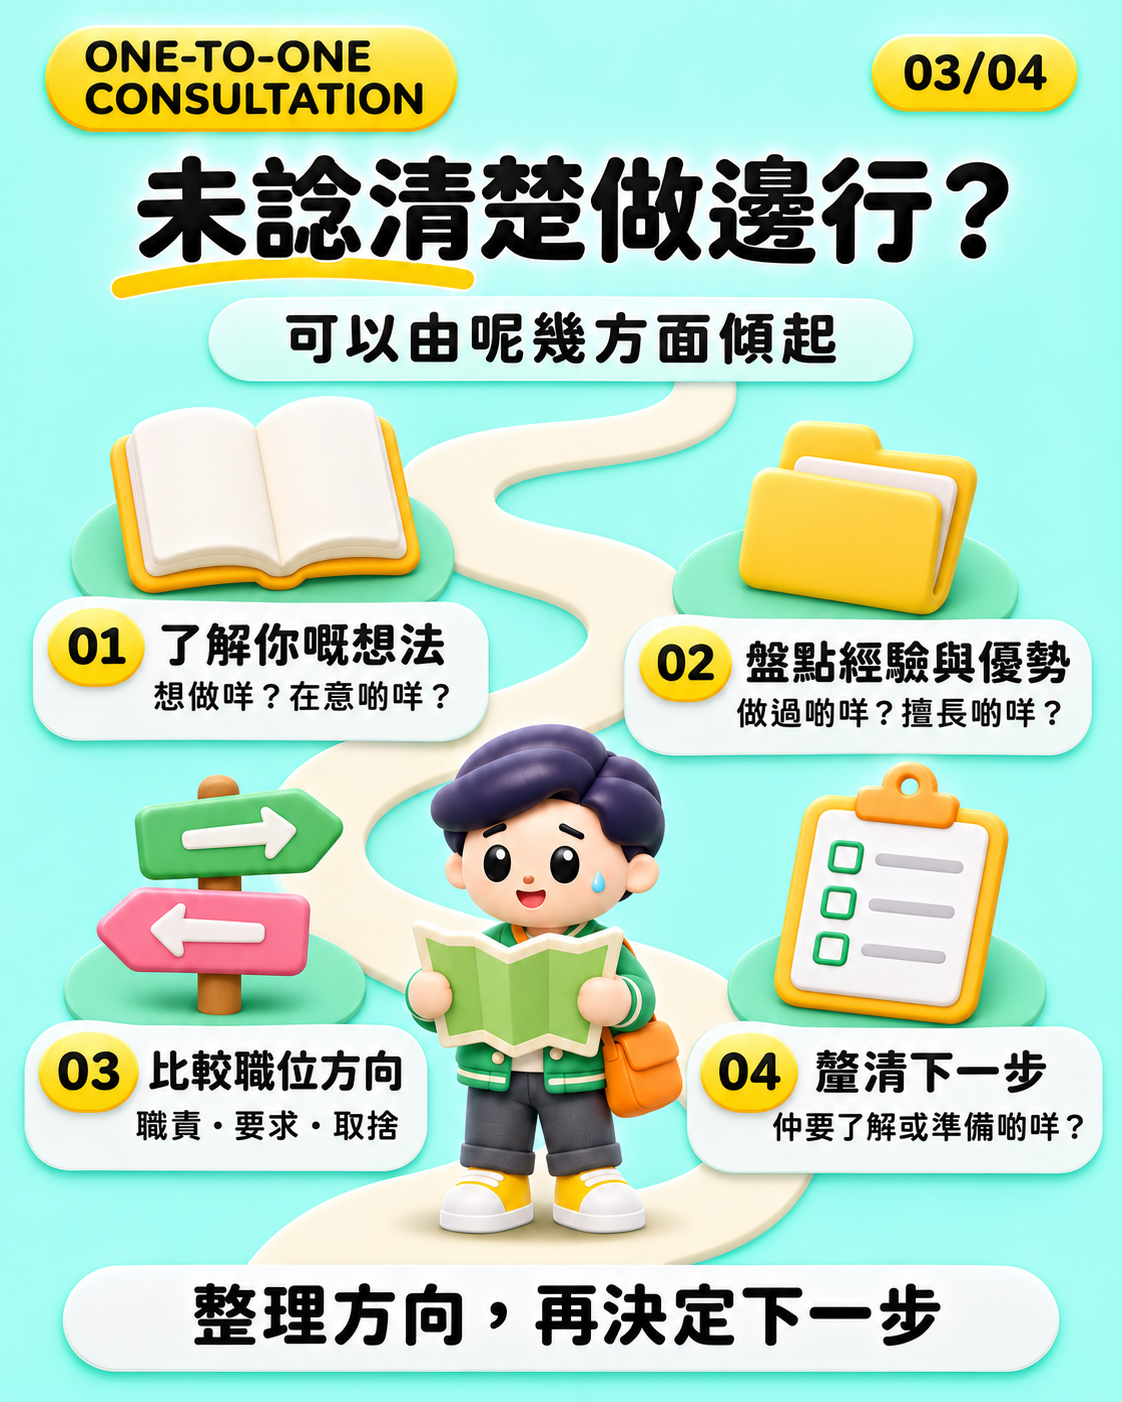 ONE-TO-ONE
CONSULTATION
03/04
未諗清楚做邊行？
可以由呢幾方面傾起
01 了解你嘅想法
想做咩？在意啲咩？
02 盤點經驗與優勢
做過啲咩？擅長啲咩？
03 比較職位方向
職責・要求・取捨
04 釐清下一步
仲要了解或準備啲咩？
整理方向，再決定下一步